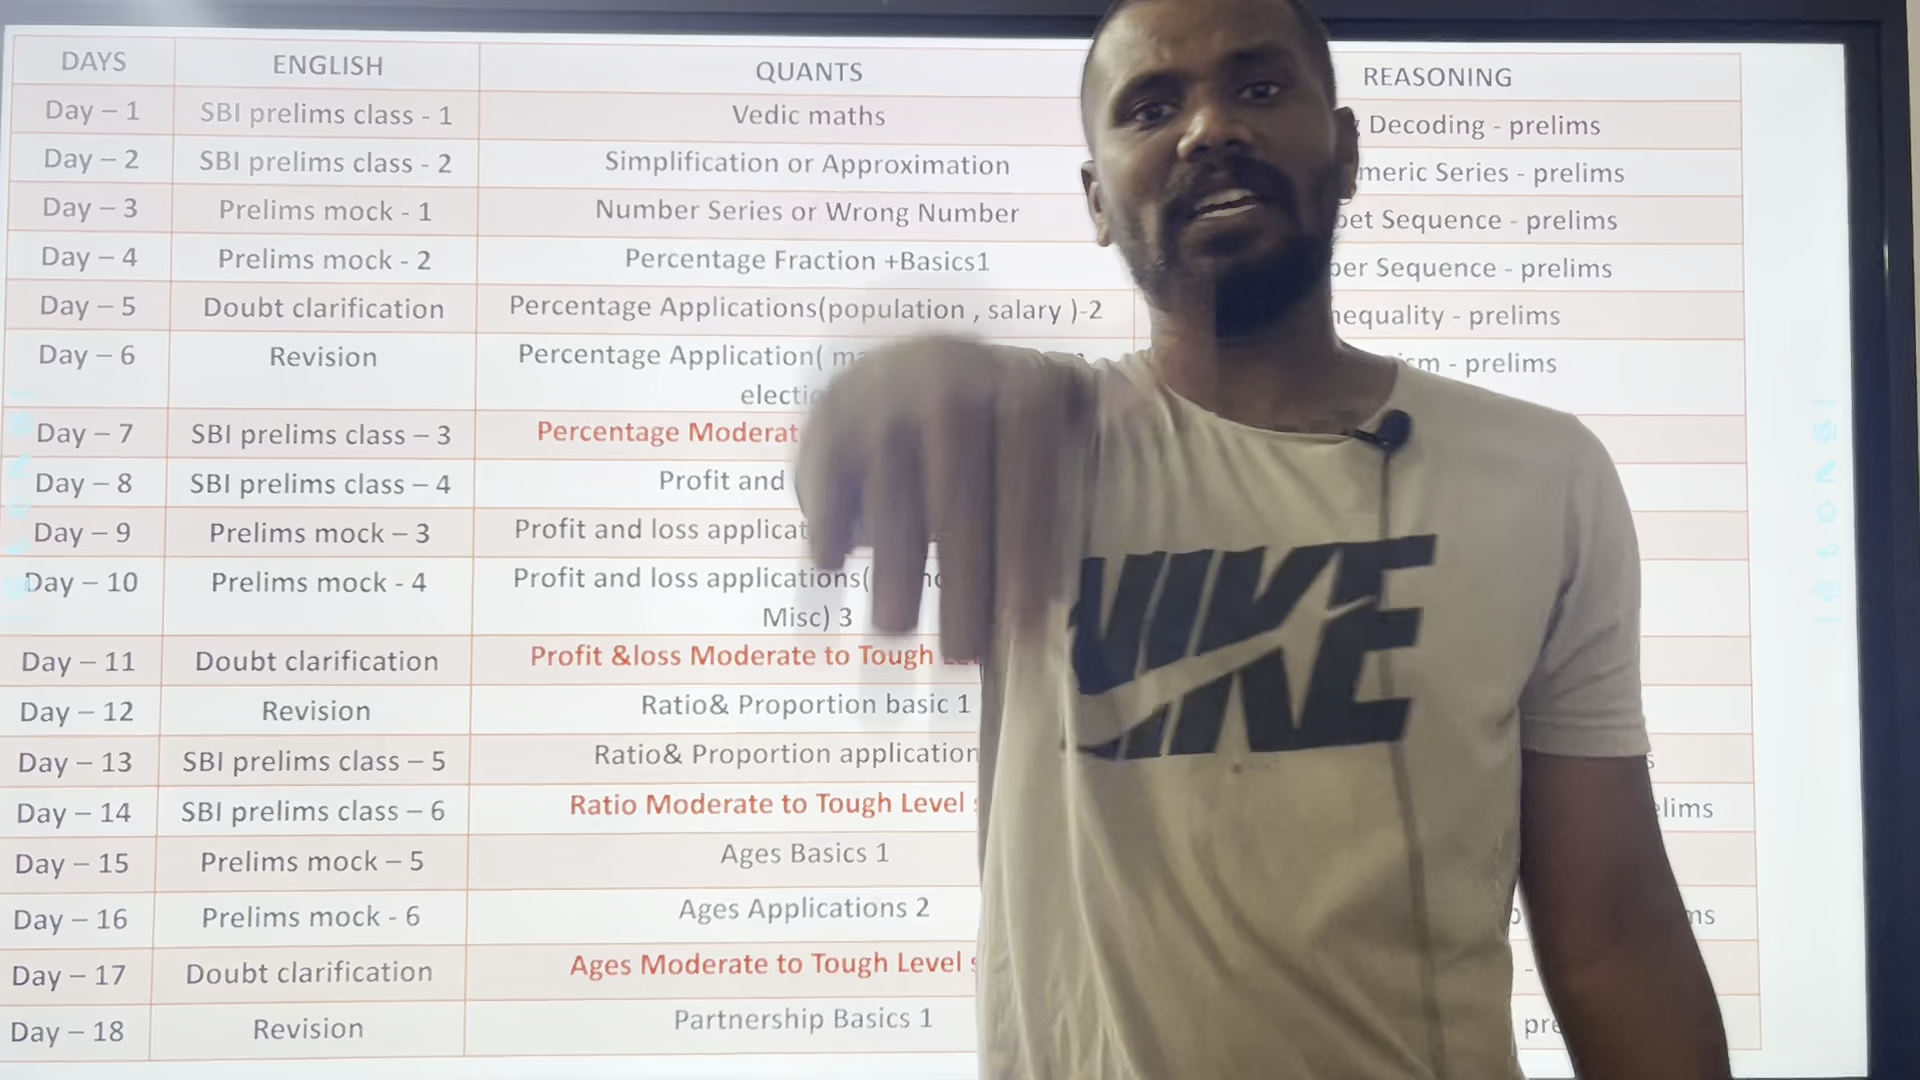 DAYS ENGLISH QUANTS REASONING
Day – 1 SBI prelims class - 1 Vedic maths Decoding - prelims
Day – 2 SBI prelims class - 2 Simplification or Approximation Series - prelims
Day – 3 Prelims mock - 1 Number Series or Wrong Number Sequence - prelims
Day – 4 Prelims mock - 2 Percentage Fraction +Basics1 Sequence - prelims
Day – 5 Doubt clarification Percentage Applications(population , salary )-2 - prelims
Day – 6 Revision Percentage Application( - prelims
Day – 7 SBI prelims class – 3 Percentage
Day – 8 SBI prelims class – 4 Profit and
Day – 9 Prelims mock – 3 Profit and loss
Day – 10 Prelims mock - 4 Profit and loss applications(
Misc) 3
Day – 11 Doubt clarification Profit &loss Moderate to Tough
Day – 12 Revision Ratio& Proportion basic 1
Day – 13 SBI prelims class – 5 Ratio& Proportion application
Day – 14 SBI prelims class – 6 Ratio Moderate to Tough Level
Day – 15 Prelims mock – 5 Ages Basics 1
Day – 16 Prelims mock - 6 Ages Applications 2
Day – 17 Doubt clarification Ages Moderate to Tough Level
Day – 18 Revision Partnership Basics 1
NIKE